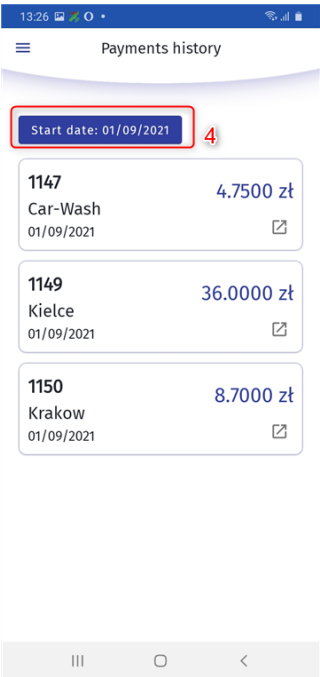 13:26
Payments history
Start date: 01/09/2021
4
1147
4.7500 zł
Car-Wash
01/09/2021
1149
36.0000 zł
Kielce
01/09/2021
1150
8.7000 zł
Krakow
01/09/2021